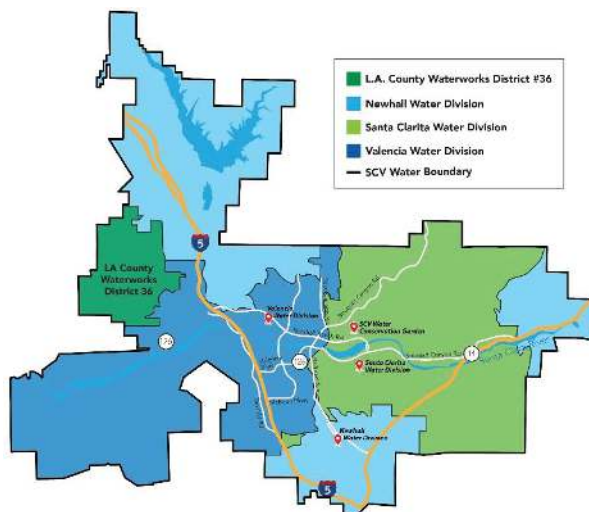 L.A. County Waterworks District #36
Newhall Water Division
Santa Clarita Water Division
Valencia Water Division
SCV Water Boundary
5
LA County
Waterworks
District 36
Valencia
Water Division
SCV Water
Conservation Garden
126
126
14
Santa Clarita
Water Division
Santa Clara River
Newhall
Water Division
5